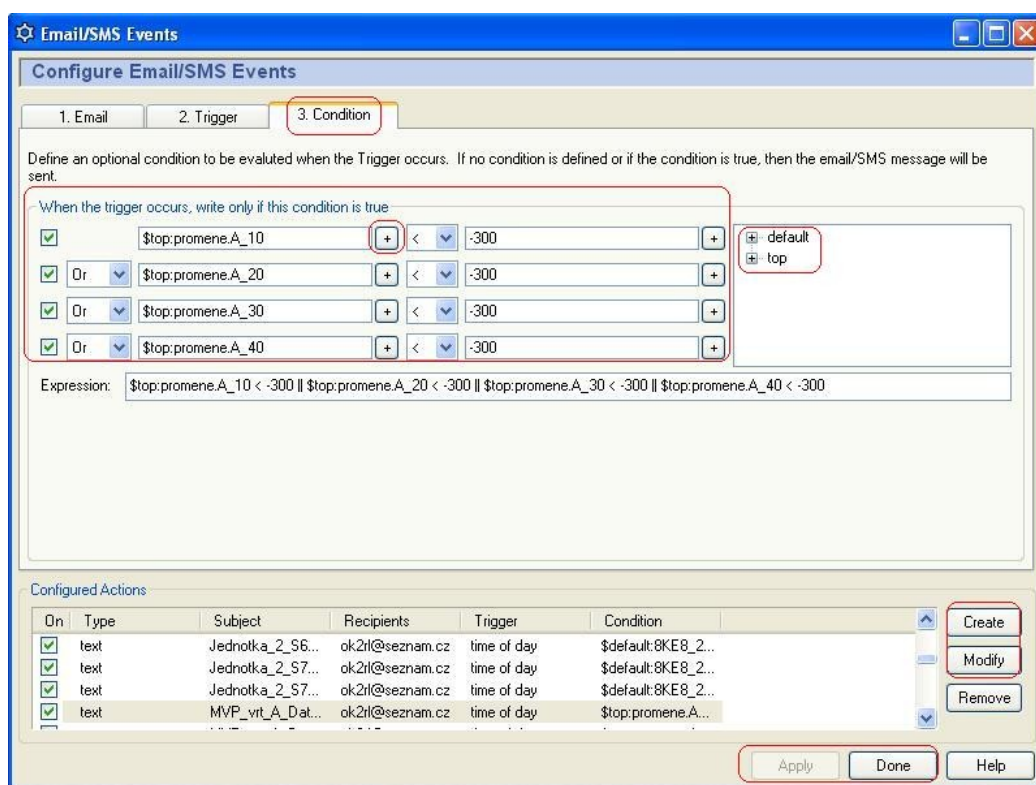 Email/SMS Events
Configure Email/SMS Events
1. Email 2. Trigger 3. Condition
Define an optional condition to be evaluted when the Trigger occurs. If no condition is defined or if the condition is true, then the email/SMS message will be
sent.
When the trigger occurs, write only if this condition is true
$top:promene.A_10 + < -300 +
Or $top:promene.A_20 + < -300 +
Or $top:promene.A_30 + < -300 +
Or $top:promene.A_40 + < -300 +
default
top
Expression: $top:promene.A_10 < -300 || $top:promene.A_20 < -300 || $top:promene.A_30 < -300 || $top:promene.A_40 < -300
Configured Actions
On Type Subject Recipients Trigger Condition
text Jednotka_2_S6... ok2rl@seznam.cz time of day $default:8KE8_2...
text Jednotka_2_S7... ok2rl@seznam.cz time of day $default:8KE8_2...
text Jednotka_2_S7... ok2rl@seznam.cz time of day $default:8KE8_2...
text MVP_vrt_A_Dat... ok2rl@seznam.cz time of day $top:promene.A...
Create
Modify
Remove
Apply Done Help